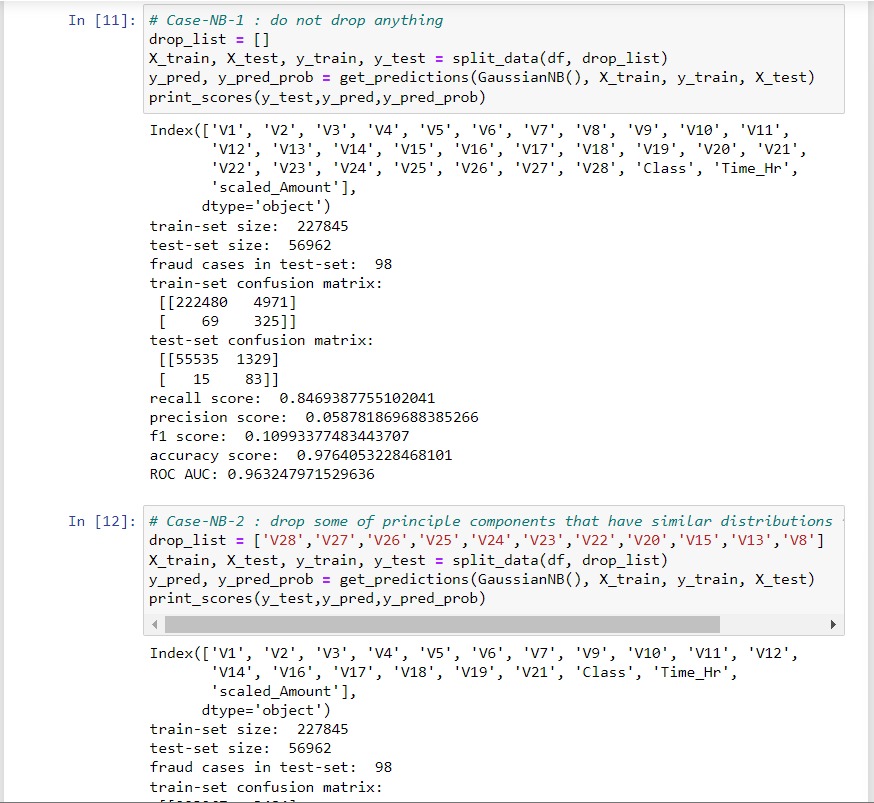 In [11]: # Case-NB-1 : do not drop anything
drop_list = []
X_train, X_test, y_train, y_test = split_data(df, drop_list)
y_pred, y_pred_prob = get_predictions(GaussianNB(), X_train, y_train, X_test)
print_scores(y_test,y_pred,y_pred_prob)
Index(['V1', 'V2', 'V3', 'V4', 'V5', 'V6', 'V7', 'V8', 'V9', 'V10', 'V11',
'V12', 'V13', 'V14', 'V15', 'V16', 'V17', 'V18', 'V19', 'V20', 'V21',
'V22', 'V23', 'V24', 'V25', 'V26', 'V27', 'V28', 'Class', 'Time_Hr',
'scaled_Amount'],
dtype='object')
train-set size:  227845
test-set size:  56962
fraud cases in test-set:  98
train-set confusion matrix:
[[222480   4971]
[    69    325]]
test-set confusion matrix:
[[55535  1329]
[   15    83]]
recall score:  0.8469387755102041
precision score:  0.058781869688385266
f1 score:  0.10993377483443707
accuracy score:  0.9764053228468101
ROC AUC: 0.963247971529636
In [12]: # Case-NB-2 : drop some of principle components that have similar distributions
drop_list = ['V28','V27','V26','V25','V24','V23','V22','V20','V15','V13','V8']
X_train, X_test, y_train, y_test = split_data(df, drop_list)
y_pred, y_pred_prob = get_predictions(GaussianNB(), X_train, y_train, X_test)
print_scores(y_test,y_pred,y_pred_prob)
Index(['V1', 'V2', 'V3', 'V4', 'V5', 'V6', 'V7', 'V9', 'V10', 'V11', 'V12',
'V14', 'V16', 'V17', 'V18', 'V19', 'V21', 'Class', 'Time_Hr',
'scaled_Amount'],
dtype='object')
train-set size:  227845
test-set size:  56962
fraud cases in test-set:  98
train-set confusion matrix: